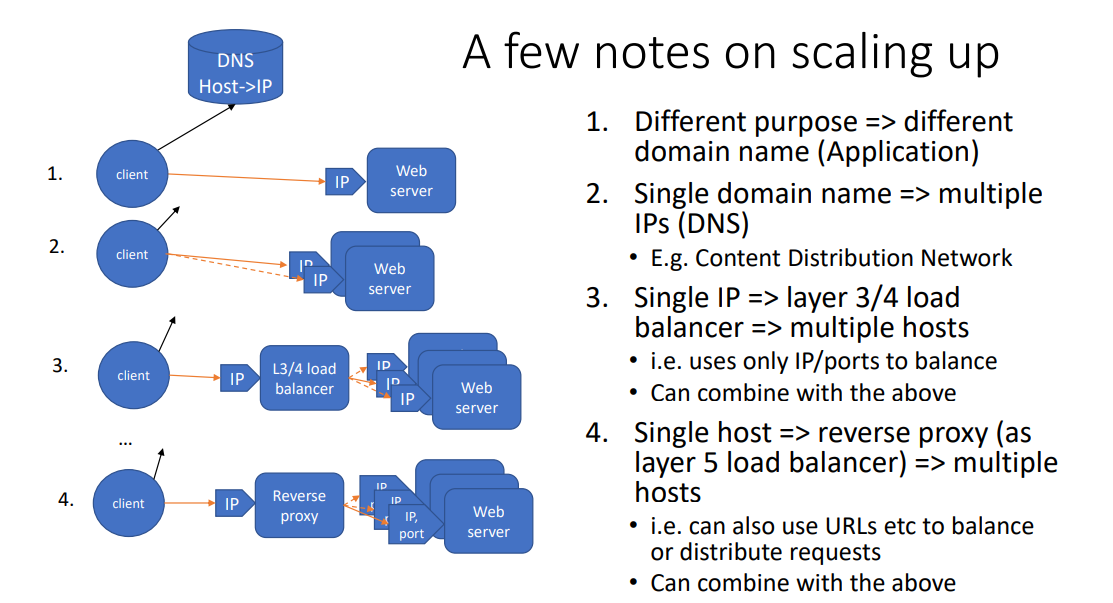 A few notes on scaling up
DNS
Host->IP
1.
client
IP
Web
server
2.
client
IP
IP
Web
server
3.
client
IP
L3/4 load
balancer
IP
IP
IP
Web
server
...
4.
client
IP
Reverse
proxy
IP
IP
IP,
port
Web
server
1. Different purpose => different
domain name (Application)
2. Single domain name => multiple
IPs (DNS)
• E.g. Content Distribution Network
3. Single IP => layer 3/4 load
balancer => multiple hosts
• i.e. uses only IP/ports to balance
• Can combine with the above
4. Single host => reverse proxy (as
layer 5 load balancer) => multiple
hosts
• i.e. can also use URLs etc to balance
or distribute requests
• Can combine with the above